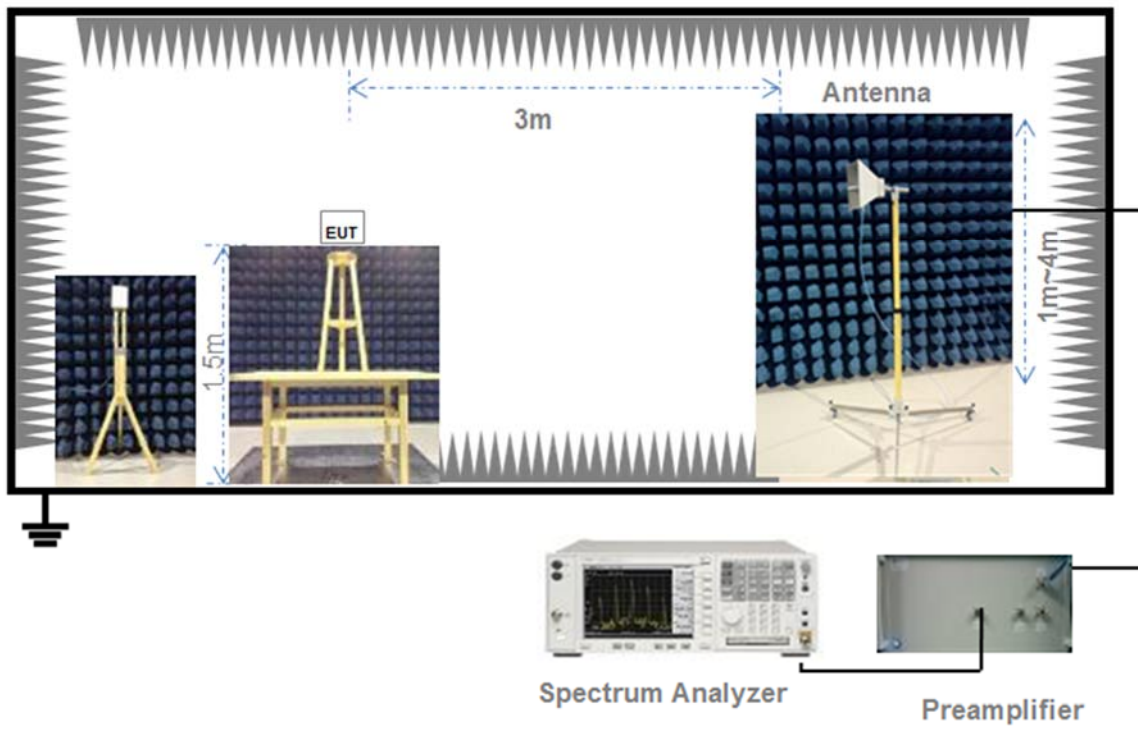 Antenna
3m
EUT
1.5m
1m~4m
Spectrum Analyzer
Preamplifier